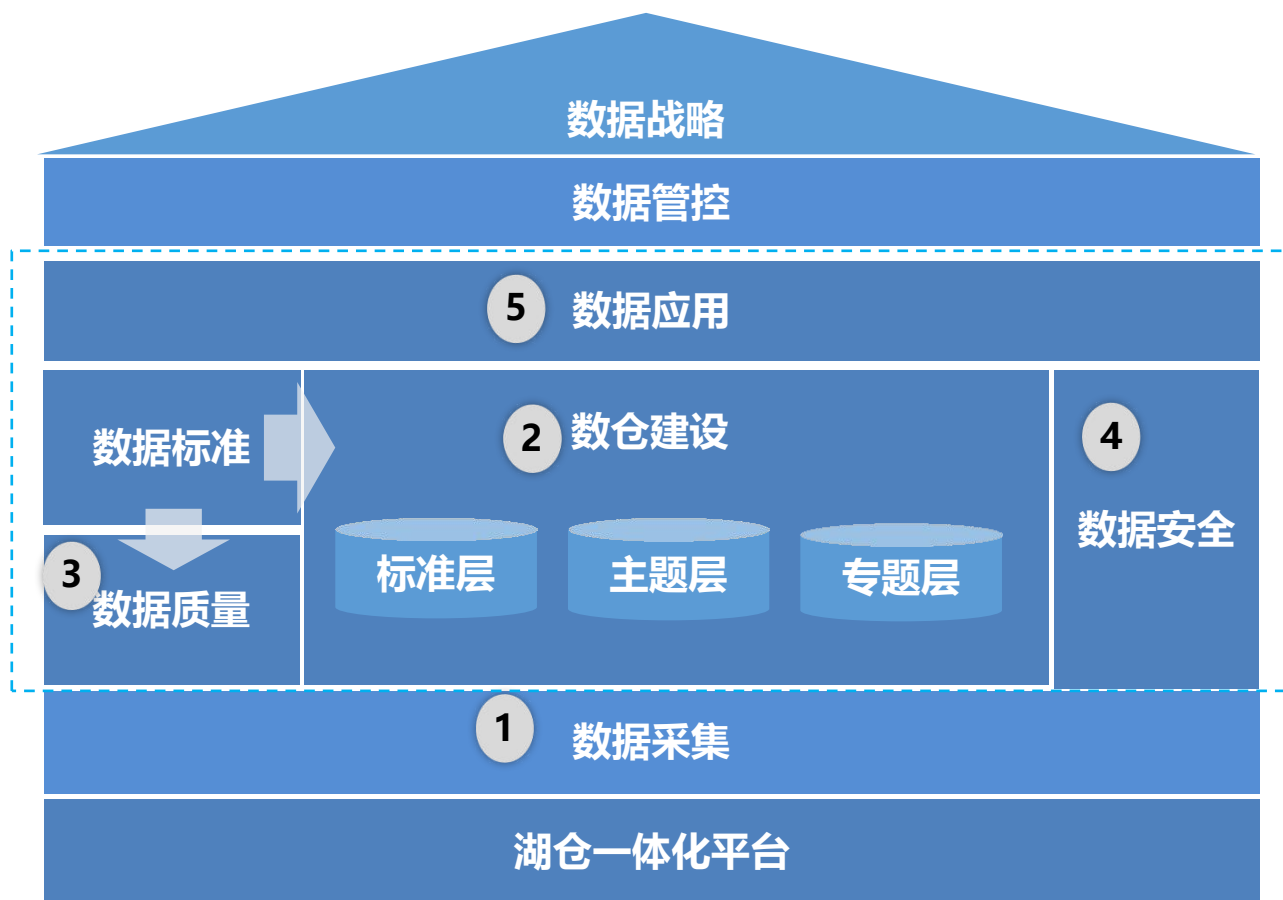 数据战略
数据管控
5 数据应用
数据标准
2 数仓建设
4
数据安全
标准层 主题层 专题层
3
数据质量
1
数据采集
湖仓一体化平台